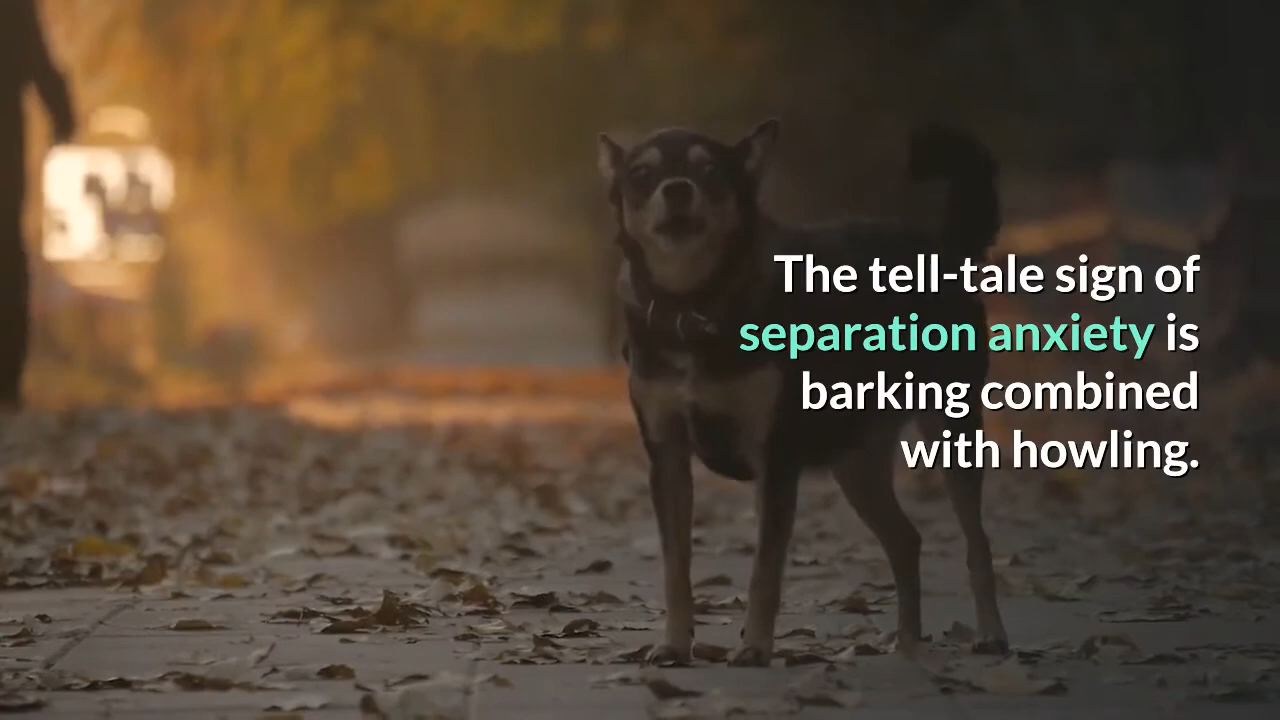 The tell-tale sign of
separation anxiety is
barking combined
with howling.